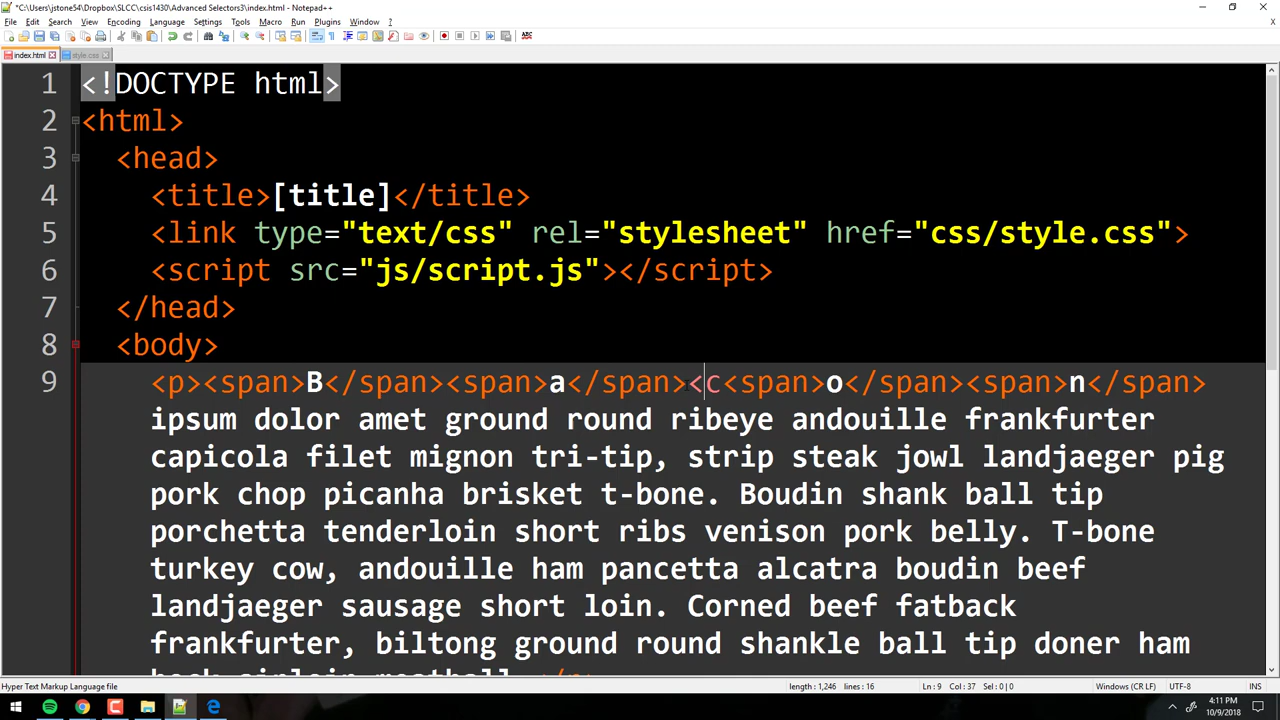 *C:\Users\jstone54\Dropbox\SLCC\csis1430\Advanced Selectors3\index.html - Notepad++
File Edit Search View Encoding Language Settings Tools Macro Run Plugins Window ?
index.html style.css
1 <!DOCTYPE html>
2 <html>
3 <head>
4 <title>[title]</title>
5 <link type="text/css" rel="stylesheet" href="css/style.css">
6 <script src="js/script.js"></script>
7 </head>
8 <body>
9 <p><span>B</span><span>a</span><c<span>o</span><span>n</span>
ipsum dolor amet ground round ribeye andouille frankfurter
capicola filet mignon tri-tip, strip steak jowl landjaeger pig
pork chop picanha brisket t-bone. Boudin shank ball tip
porchetta tenderloin short ribs venison pork belly. T-bone
turkey cow, andouille ham pancetta alcatra boudin beef
landjaeger sausage short loin. Corned beef fatback
frankfurter, biltong ground round shankle ball tip doner ham
Hyper Text Markup Language file length : 1,246 lines : 16 Ln : 9 Col : 37 Sel : 0 | 0 Windows (CR LF) UTF-8 INS
4:11 PM
10/9/2018